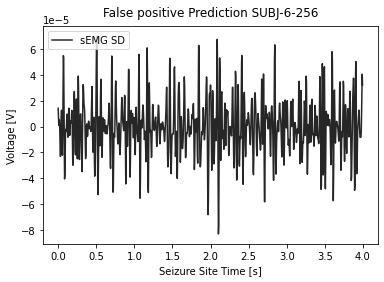 False positive Prediction SUBJ-6-256
1e−5
sEMG SD
6
4
2
0
−2
−4
−6
−8
Voltage [V]
0.0 0.5 1.0 1.5 2.0 2.5 3.0 3.5 4.0
Seizure Site Time [s]